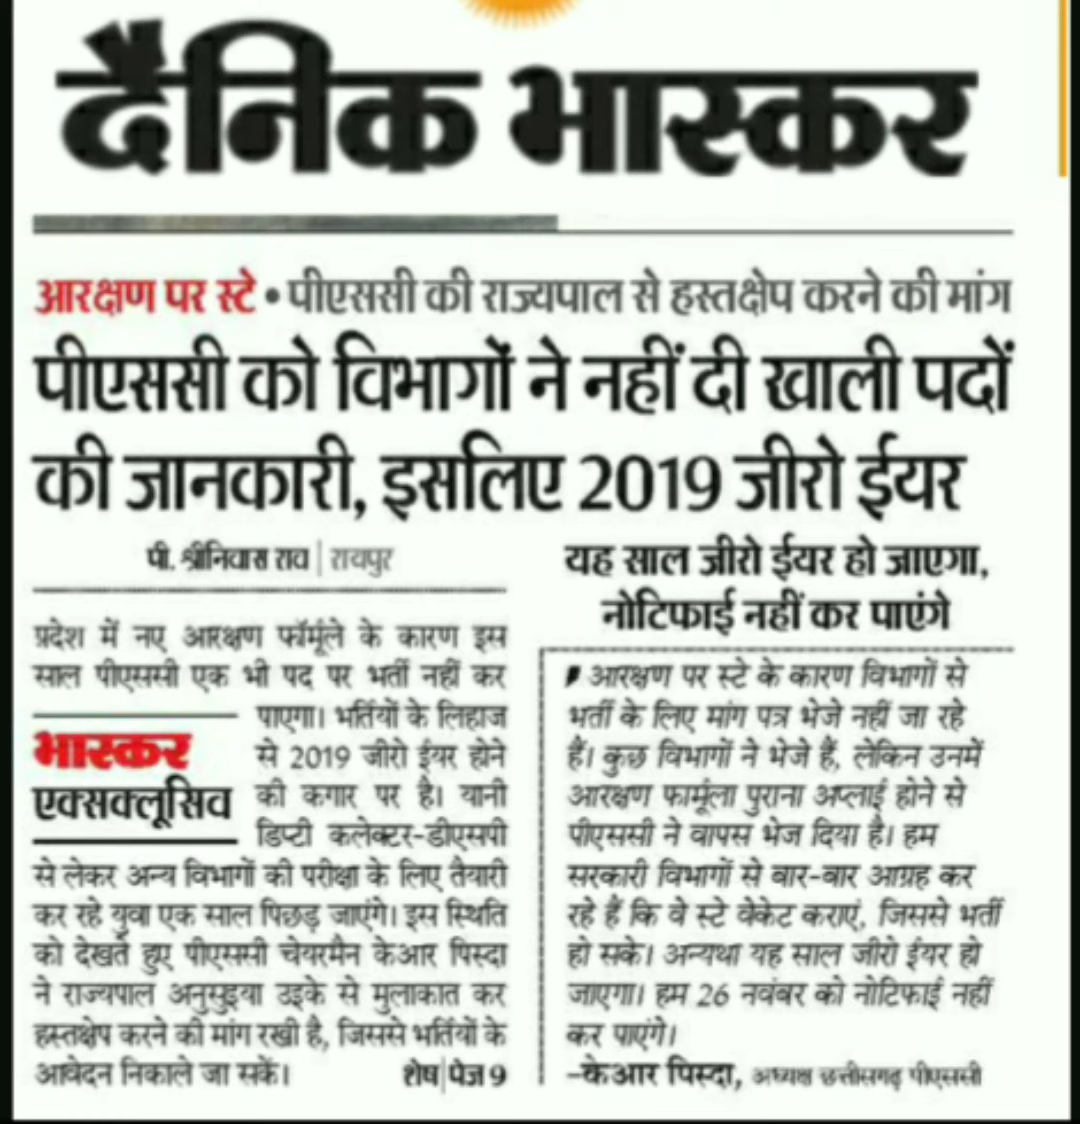 दैनिक भास्कर
आरक्षण पर स्टे • पीएससी की राज्यपाल से हस्तक्षेप करने की मांग
पीएससी को विभागों ने नहीं दी खाली पदों
की जानकारी, इसलिए 2019 जीरो ईयर
पी. श्रीनिवास राव | रायपुर
प्रदेश में नए आरक्षण फॉर्मूले के कारण इस
साल पीएससी एक भी पद पर भर्ती नहीं कर
पाएगा। भर्तियों के लिहाज
से 2019 जीरो ईयर होने
की कगार पर है। यानी
डिप्टी कलेक्टर-डीएसपी
भास्कर
एक्सक्लूसिव
से लेकर अन्य विभागों की परीक्षा के लिए तैयारी
कर रहे युवा एक साल पिछड़ जाएंगे। इस स्थिति
को देखते हुए पीएससी चेयरमैन केआर पिस्दा
ने राज्यपाल अनुसुइया उइके से मुलाकात कर
हस्तक्षेप करने की मांग रखी है, जिससे भर्तियों के
आवेदन निकाले जा सकें।
शेष|पेज 9
यह साल जीरो ईयर हो जाएगा,
नोटिफाई नहीं कर पाएंगे
आरक्षण पर स्टे के कारण विभागों से
भर्ती के लिए मांग पत्र भेजे नहीं जा रहे
हैं। कुछ विभागों ने भेजे हैं, लेकिन उनमें
आरक्षण फार्मूला पुराना अप्लाई होने से
पीएससी ने वापस भेज दिया है। हम
सरकारी विभागों से बार-बार आग्रह कर
रहे हैं कि वे स्टे वेकेट कराएं, जिससे भर्ती
हो सके। अन्यथा यह साल जीरो ईयर हो
जाएगा। हम 26 नवंबर को नोटिफाई नहीं
कर पाएंगे।
-केआर पिस्दा, अध्यक्ष छत्तीसगढ़ पीएससी